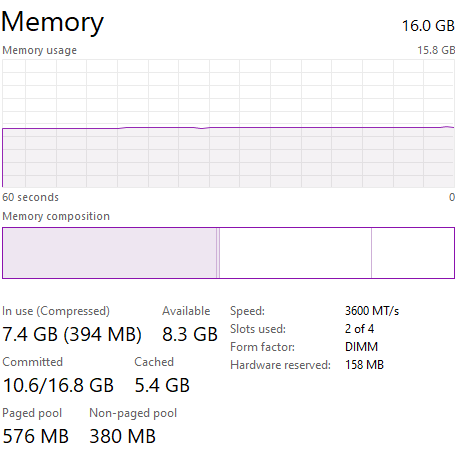 Memory 16.0 GB
Memory usage 15.8 GB
60 seconds 0
Memory composition
In use (Compressed) Available
7.4 GB (394 MB) 8.3 GB
Committed Cached
10.6/16.8 GB 5.4 GB
Paged pool Non-paged pool
576 MB 380 MB
Speed: 3600 MT/s
Slots used: 2 of 4
Form factor: DIMM
Hardware reserved: 158 MB